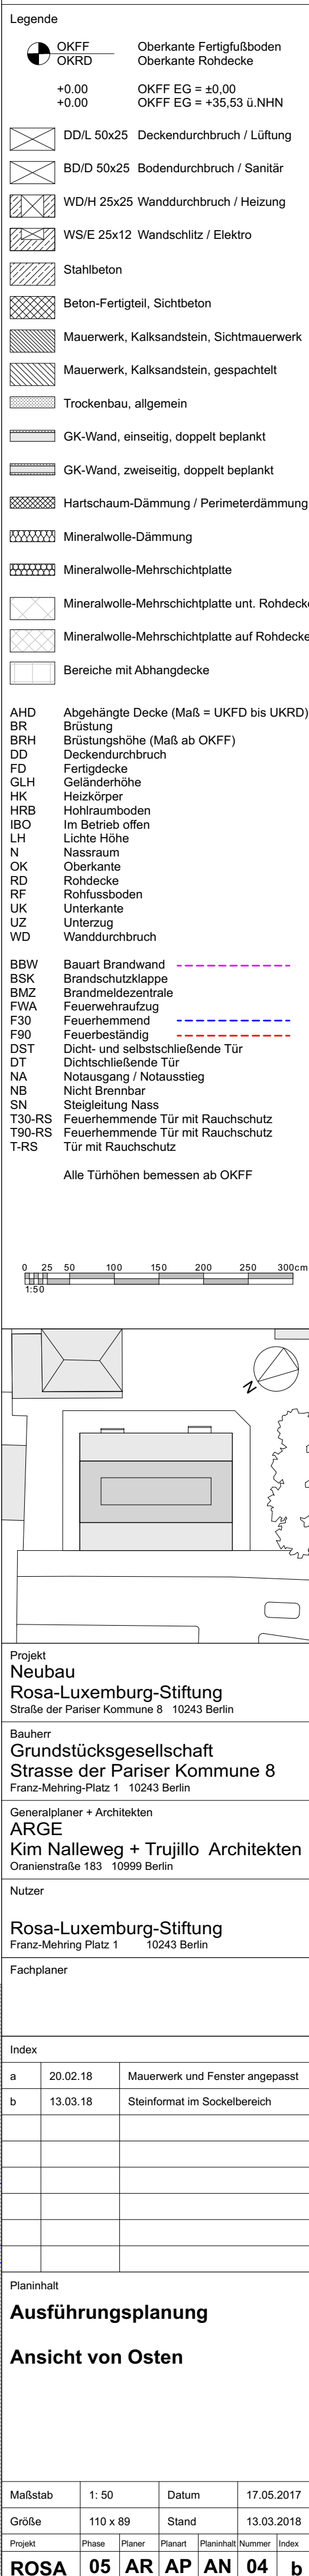 Legende
OKFF Oberkante Fertigfußboden
OKRD Oberkante Rohdecke
+0.00 OKFF EG = ±0,00
+0.00 OKFF EG = +35,53 ü.NHN
DD/L 50x25 Deckendurchbruch / Lüftung
BD/D 50x25 Bodendurchbruch / Sanitär
WD/H 25x25 Wanddurchbruch / Heizung
WS/E 25x12 Wandschlitz / Elektro
Stahlbeton
Beton-Fertigteil, Sichtbeton
Mauerwerk, Kalksandstein, Sichtmauerwerk
Mauerwerk, Kalksandstein, gespachtelt
Trockenbau, allgemein
GK-Wand, einseitig, doppelt beplankt
GK-Wand, zweiseitig, doppelt beplankt
Hartschaum-Dämmung / Perimeterdämmung
Mineralwolle-Dämmung
Mineralwolle-Mehrschichtplatte
Mineralwolle-Mehrschichtplatte unt. Rohdecke
Mineralwolle-Mehrschichtplatte auf Rohdecke
Bereiche mit Abhangdecke
AHD Abgehängte Decke (Maß = UKFD bis UKRD)
BR Brüstung
BRH Brüstungshöhe (Maß ab OKFF)
DD Deckendurchbruch
FD Fertigdecke
GLH Geländerhöhe
HK Heizkörper
HRB Hohlraumboden
IBO Im Betrieb offen
LH Lichte Höhe
N Nassraum
OK Oberkante
RD Rohdecke
RF Rohfussboden
UK Unterkante
UZ Unterzug
WD Wanddurchbruch
BBW Bauart Brandwand
BSK Brandschutzklappe
BMZ Brandmeldezentrale
FWA Feuerwehraufzug
F30 Feuerhemmend
F90 Feuerbeständig
DST Dicht- und selbstschließende Tür
DT Dichtschließende Tür
NA Notausgang / Notausstieg
NB Nicht Brennbar
SN Steigleitung Nass
T30-RS Feuerhemmende Tür mit Rauchschutz
T90-RS Feuerhemmende Tür mit Rauchschutz
T-RS Tür mit Rauchschutz
Alle Türhöhen bemessen ab OKFF
0 25 50 100 150 200 250 300cm
1:50
N
Projekt
Neubau
Rosa-Luxemburg-Stiftung
Straße der Pariser Kommune 8 10243 Berlin
Bauherr
Grundstücksgesellschaft
Strasse der Pariser Kommune 8
Franz-Mehring-Platz 1 10243 Berlin
Generalplaner + Architekten
ARGE
Kim Nalleweg + Trujillo Architekten
Oranienstraße 183 10999 Berlin
Nutzer
Rosa-Luxemburg-Stiftung
Franz-Mehring Platz 1 10243 Berlin
Fachplaner
Index
a 20.02.18 Mauerwerk und Fenster angepasst
b 13.03.18 Steinformat im Sockelbereich
Planinhalt
Ausführungsplanung
Ansicht von Osten
Maßstab 1: 50 Datum 17.05.2017
Größe 110 x 89 Stand 13.03.2018
Projekt Phase Planer Planart Planinhalt Nummer Index
ROSA 05 AR AP AN 04 b